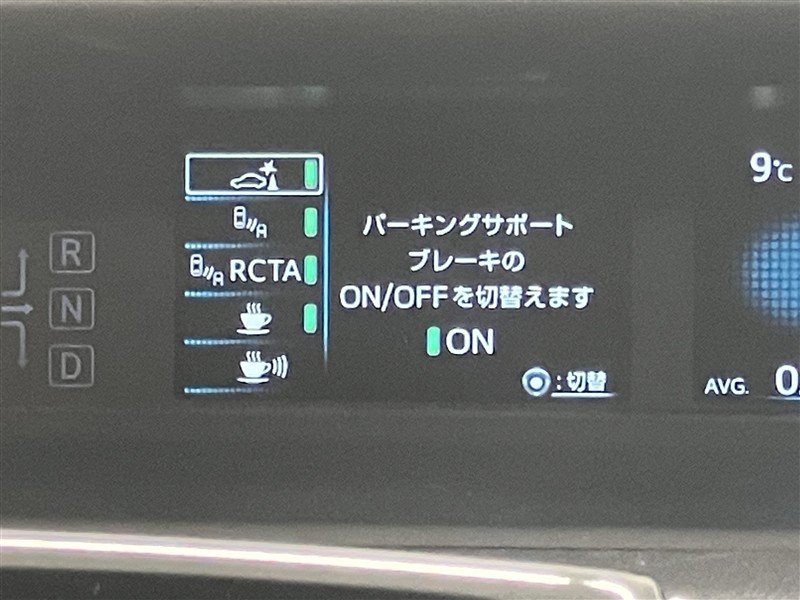 R
N
D
RCTA
パーキングサポート
ブレーキの
ON/OFFを切替えます
ON
:切替
9℃
AVG. 0